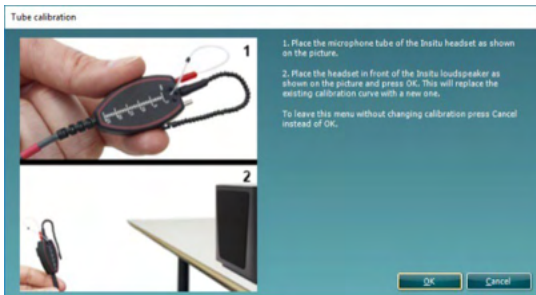 Tube calibration
1
1. Place the microphone tube of the Insitu headset as shown
on the picture.
2. Place the headset in front of the Insitu loudspeaker as
shown on the picture and press OK. This will replace the
existing calibration curve with a new one.
To leave this menu without changing calibration press Cancel
instead of OK.
2
OK
Cancel